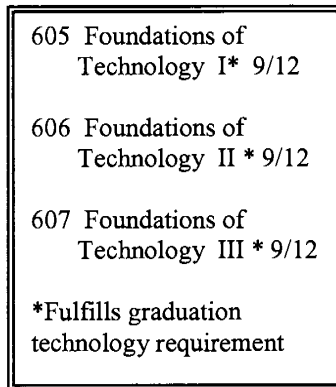 605 Foundations of
Technology I* 9/12
606 Foundations of
Technology II * 9/12
607 Foundations of
Technology III * 9/12
*Fulfills graduation
technology requirement